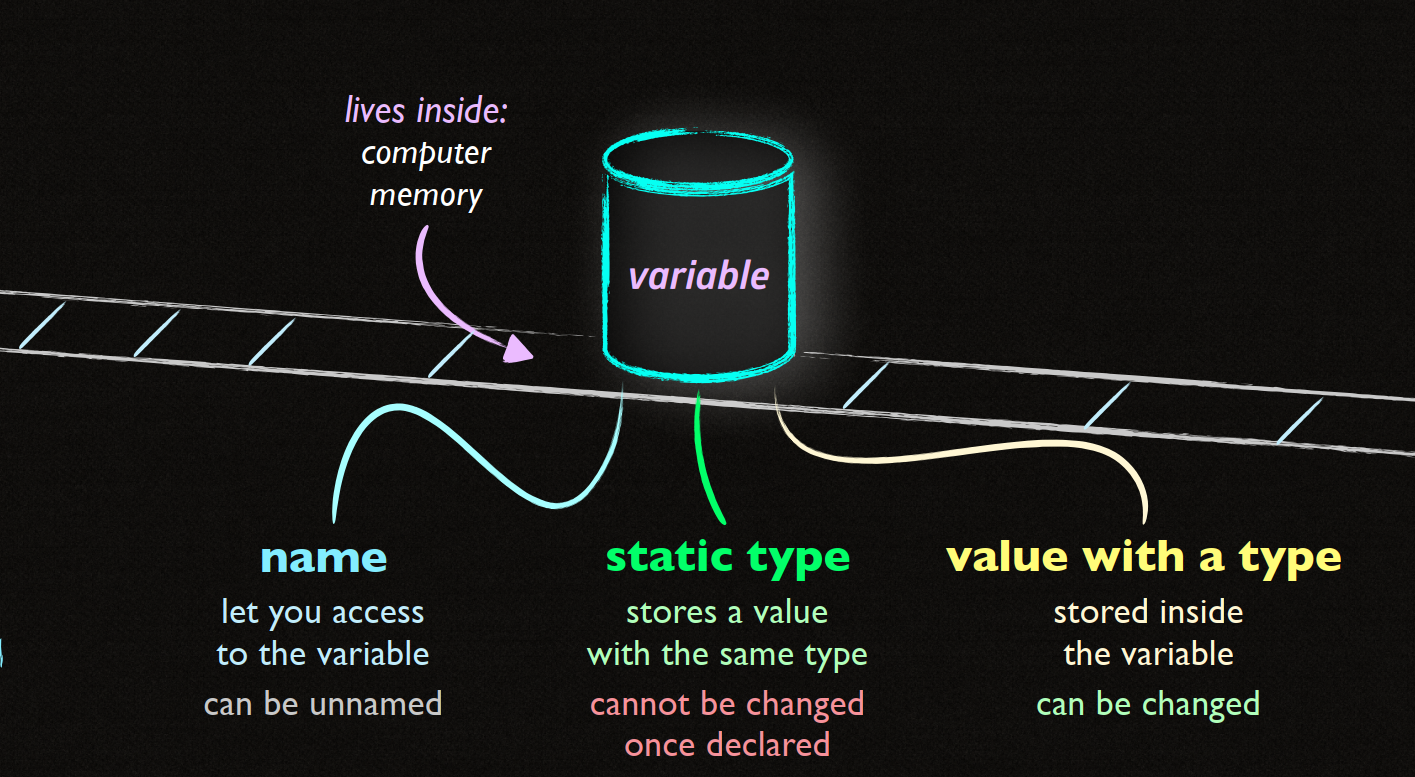 lives inside:
computer
memory
variable
name
let you access
to the variable
can be unnamed
static type
stores a value
with the same type
cannot be changed
once declared
value with a type
stored inside
the variable
can be changed